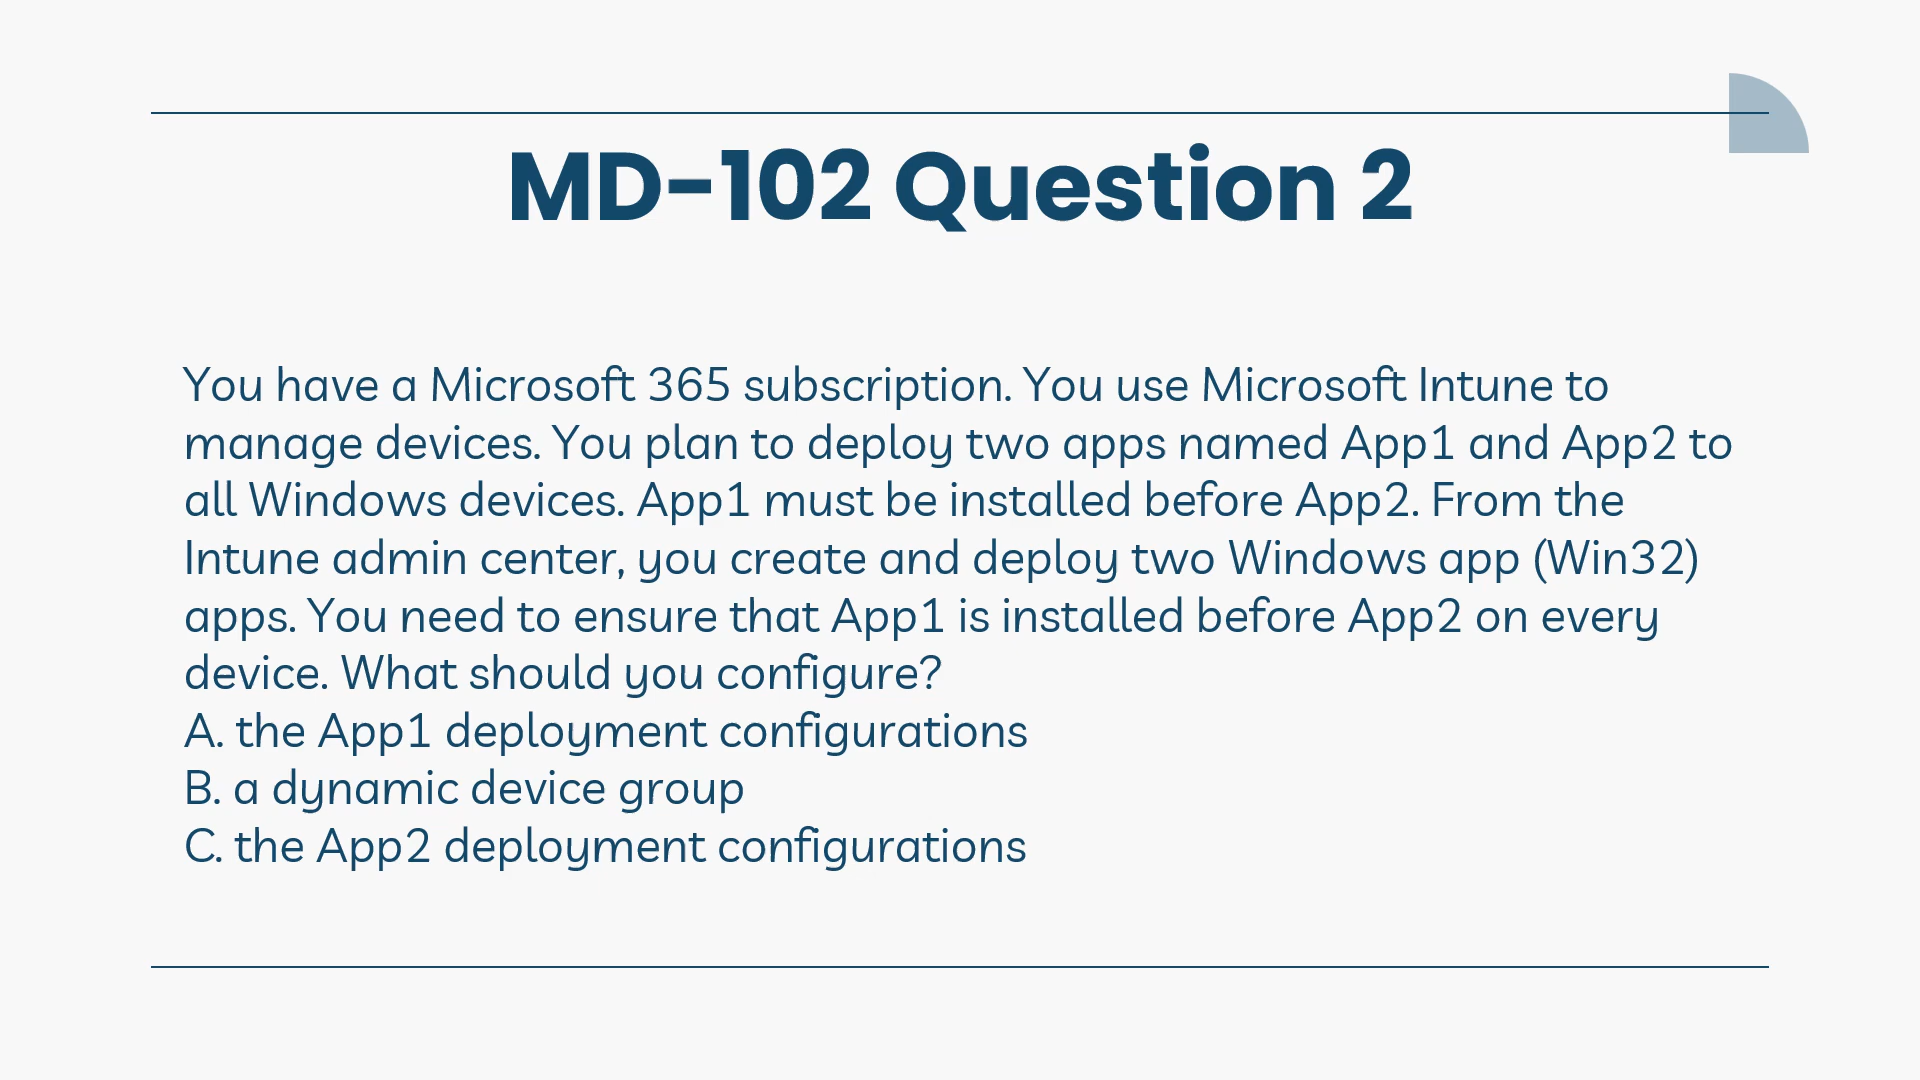 MD-102 Question 2
You have a Microsoft 365 subscription. You use Microsoft Intune to
manage devices. You plan to deploy two apps named App1 and App2 to
all Windows devices. App1 must be installed before App2. From the
Intune admin center, you create and deploy two Windows app (Win32)
apps. You need to ensure that App1 is installed before App2 on every
device. What should you configure?
A. the App1 deployment configurations
B. a dynamic device group
C. the App2 deployment configurations